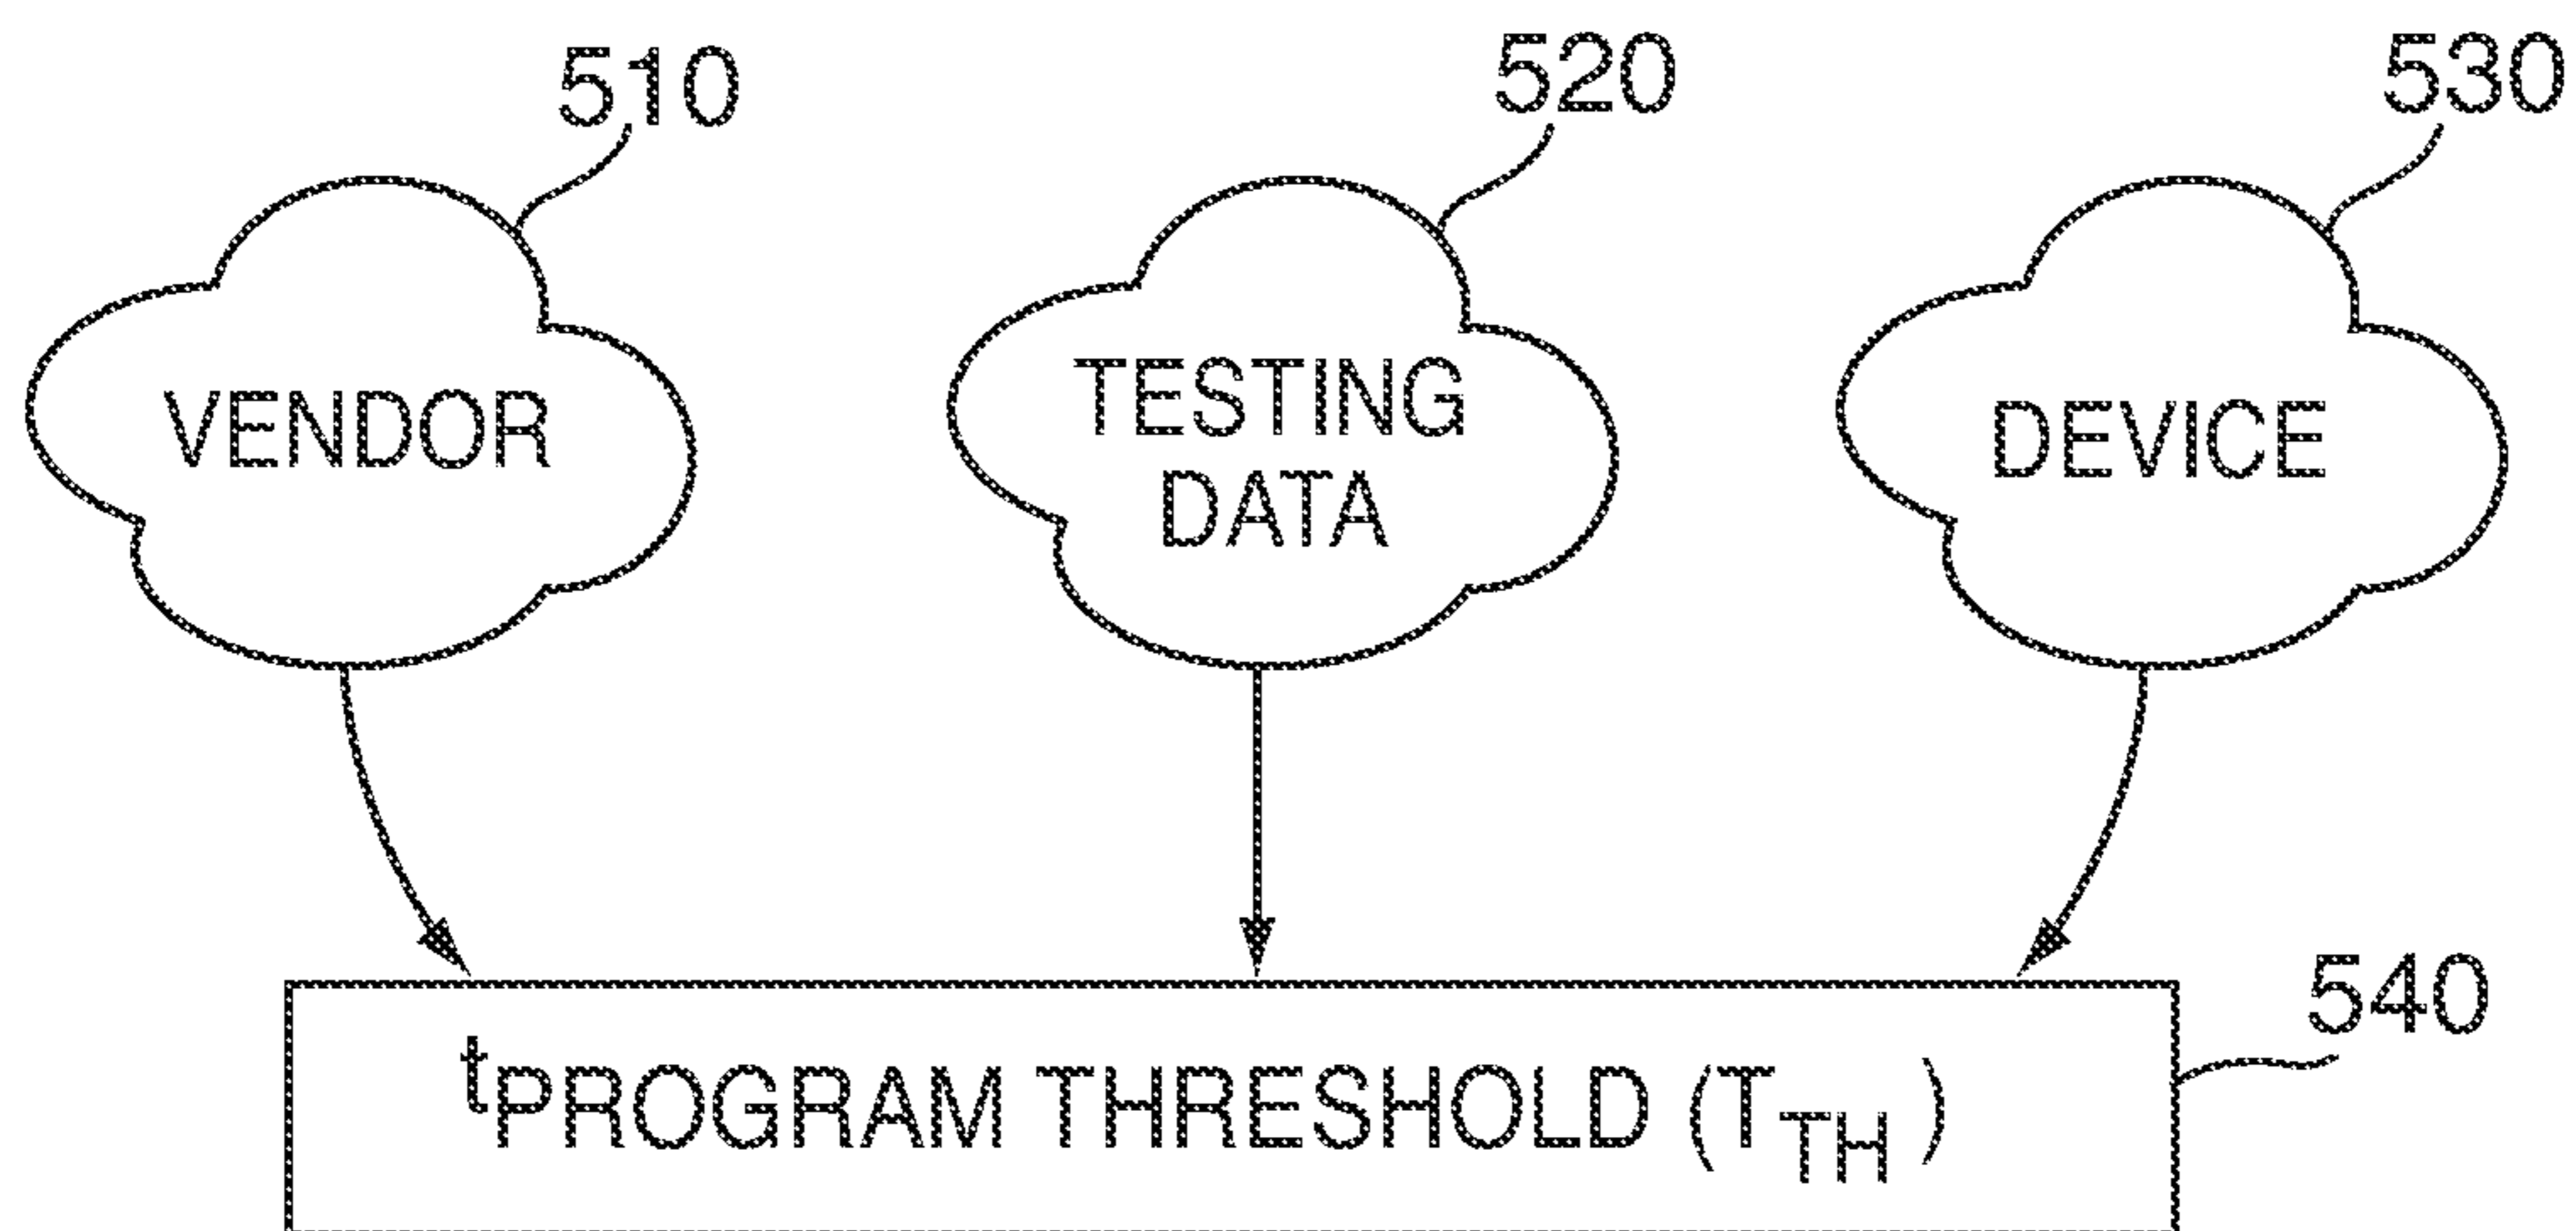 510
520
530
VENDOR
TESTING
DATA
DEVICE
540
tPROGRAM THRESHOLD (TTH)